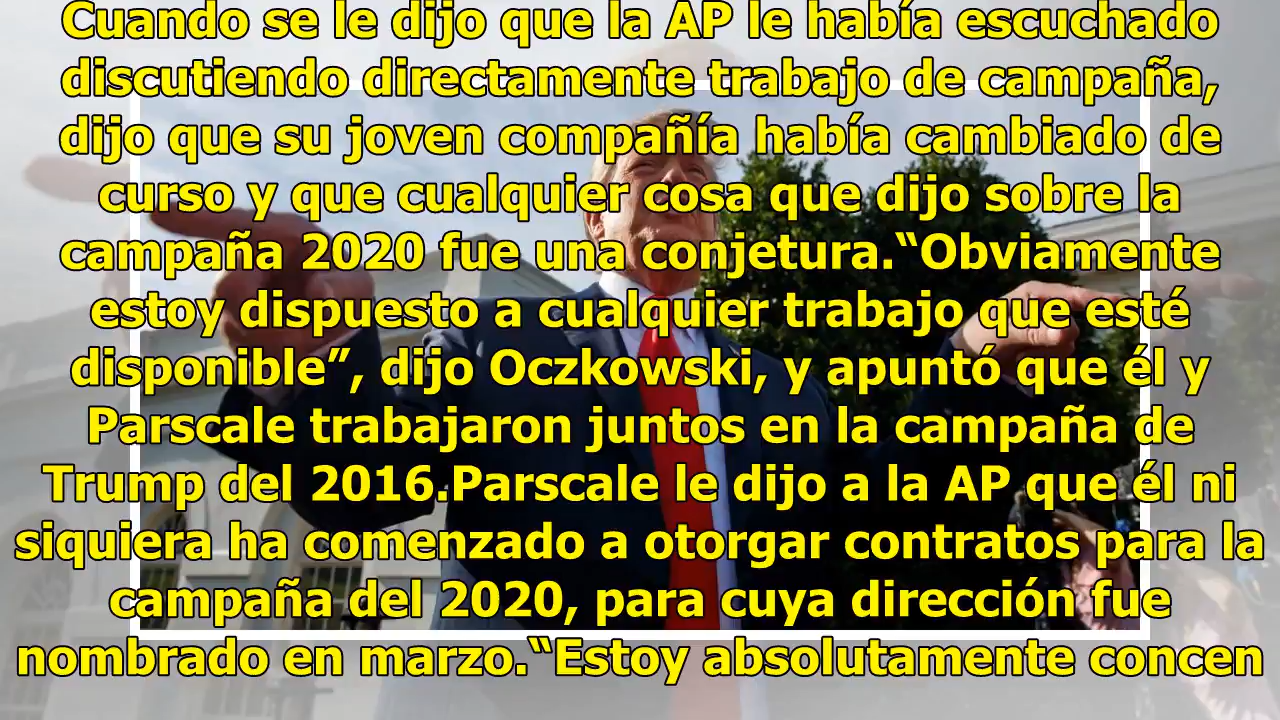 Cuando se le dijo que la AP le había escuchado
discutiendo directamente trabajo de campaña,
dijo que su joven compañía había cambiado de
curso y que cualquier cosa que dijo sobre la
campaña 2020 fue una conjetura.“Obviamente
estoy dispuesto a cualquier trabajo que esté
disponible”, dijo Oczkowski, y apuntó que él y
Parscale trabajaron juntos en la campaña de
Trump del 2016.Parscale le dijo a la AP que él ni
siquiera ha comenzado a otorgar contratos para la
campaña del 2020, para cuya dirección fue
nombrado en marzo.“Estoy absolutamente concen